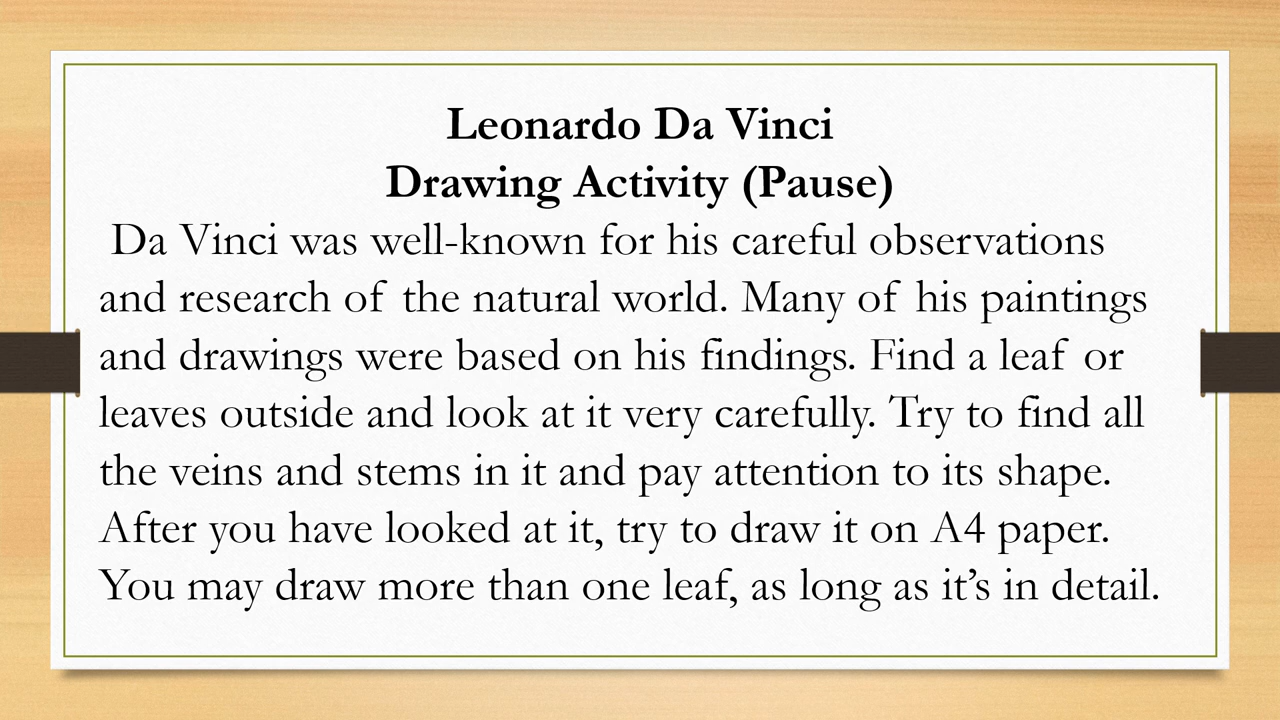 Leonardo Da Vinci
Drawing Activity (Pause)
Da Vinci was well-known for his careful observations
and research of the natural world. Many of his paintings
and drawings were based on his findings. Find a leaf or
leaves outside and look at it very carefully. Try to find all
the veins and stems in it and pay attention to its shape.
After you have looked at it, try to draw it on A4 paper.
You may draw more than one leaf, as long as it’s in detail.